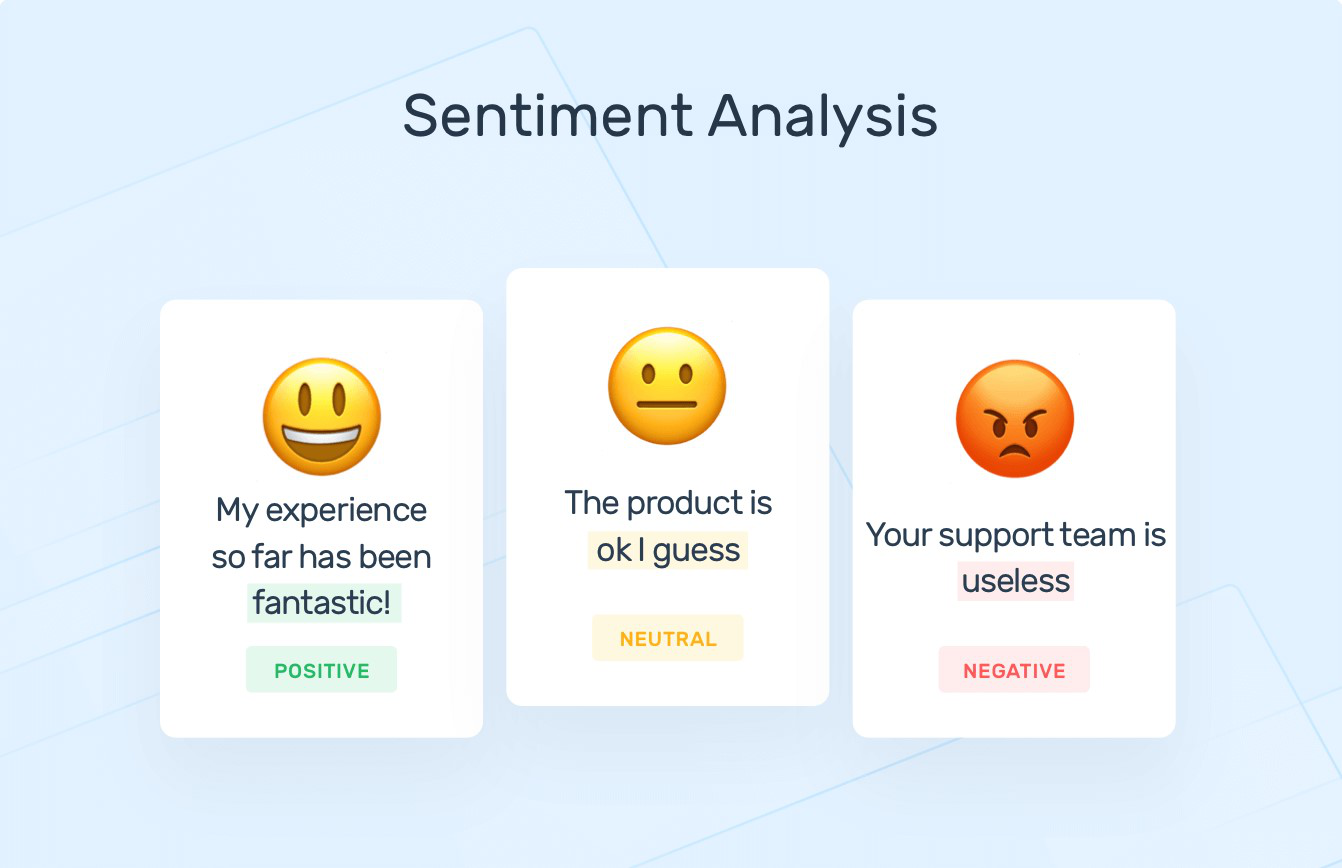 Sentiment Analysis
My experience
so far has been
fantastic!
POSITIVE
The product is
ok I guess
NEUTRAL
Your support team is
useless
NEGATIVE